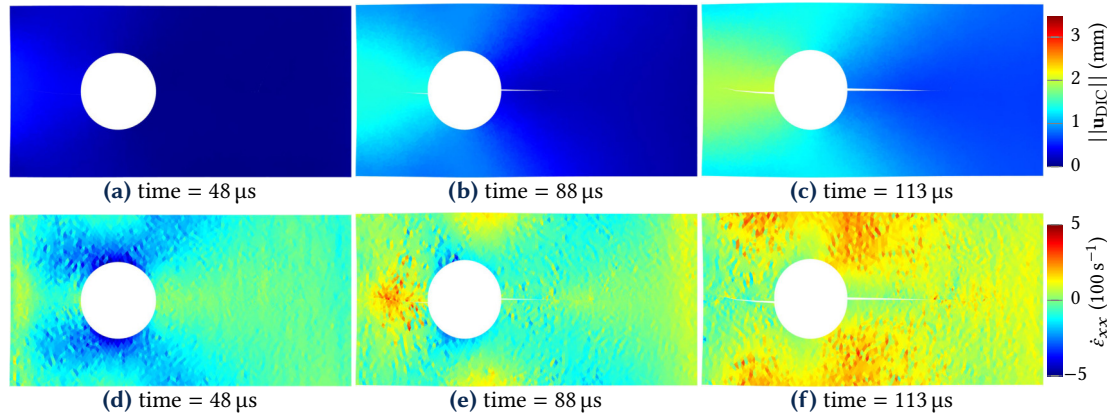 3
2
1
0
||u_DIC|| (mm)
(a) time = 48 μs
(b) time = 88 μs
(c) time = 113 μs
5
0
−5
ε̇xx (100 s⁻¹)
(d) time = 48 μs
(e) time = 88 μs
(f) time = 113 μs